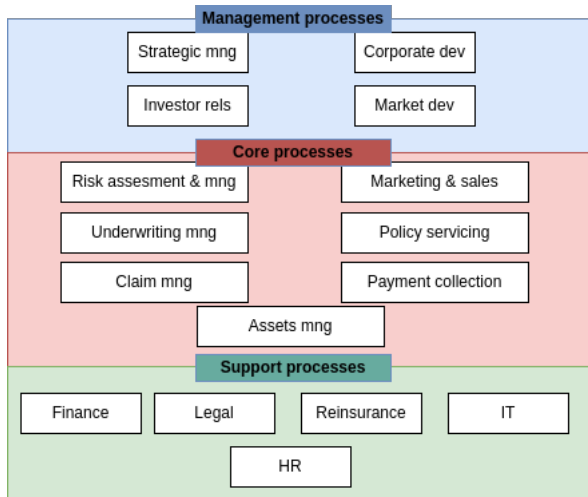 Management processes
Strategic mng
Corporate dev
Investor rels
Market dev
Core processes
Risk assesment & mng
Marketing & sales
Underwriting mng
Policy servicing
Claim mng
Payment collection
Assets mng
Support processes
Finance
Legal
Reinsurance
IT
HR